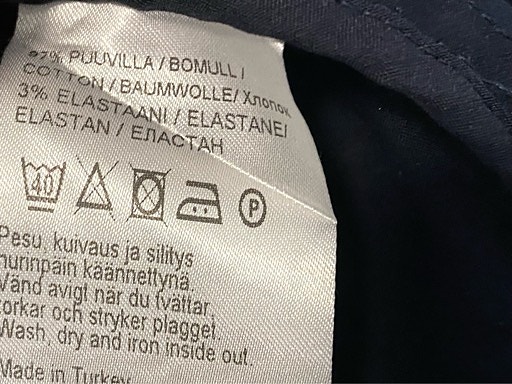 97% PUUVILLA / BOMULL /
COTTON / BAUMWOLLE / Хлопок
3% ELASTAANI / ELASTANE /
ELASTAN / ЕЛАСТАН
40 P
Pesu, kuivaus ja silitys
nurinpäin käännettynä.
Vänd avigt när du tvättar,
torkar och stryker plagget.
Wash, dry and iron inside out.
Made in Turkey